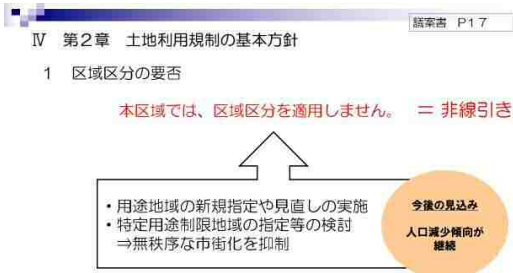 議案書 P17
Ⅳ 第2章 土地利用規制の基本方針
1 区域区分の要否
本区域では、区域区分を適用しません。 ＝ 非線引き
・用途地域の新規指定や見直しの実施
・特定用途制限地域の指定等の検討
⇒無秩序な市街化を抑制
今後の見込み
人口減少傾向が
継続